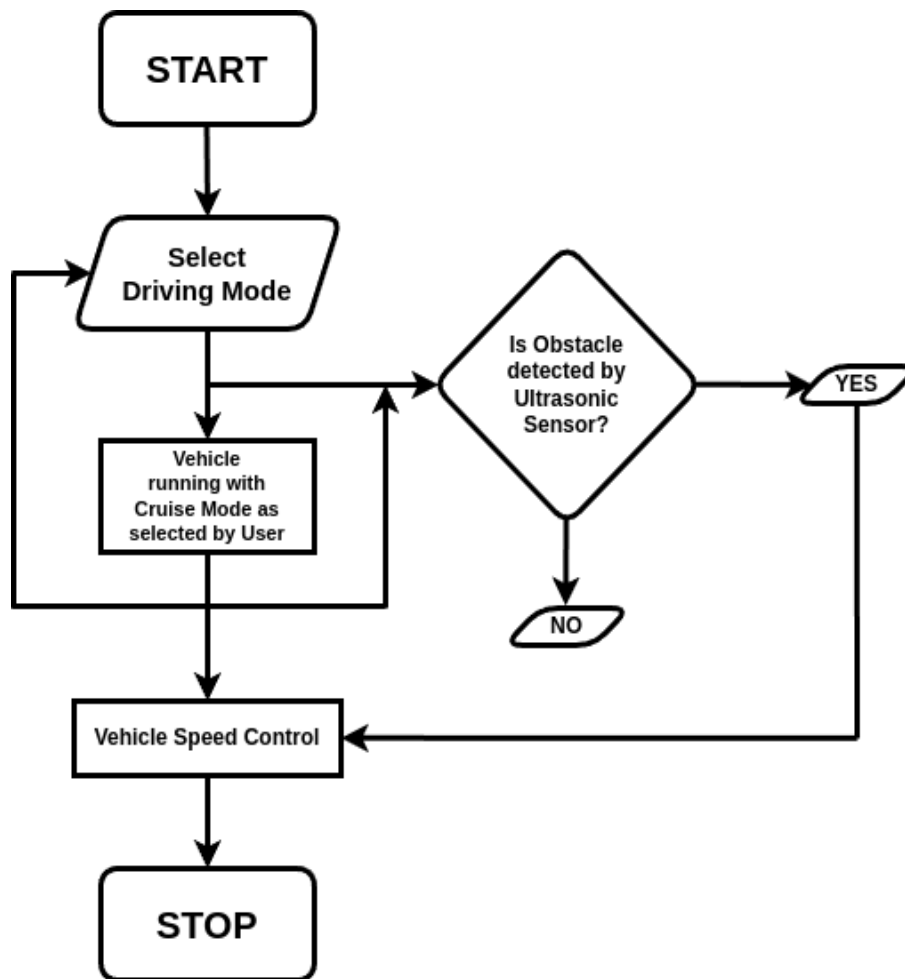 START
Select
Driving Mode
Is Obstacle
detected by
Ultrasonic
Sensor?
YES
Vehicle
running with
Cruise Mode as
selected by User
NO
Vehicle Speed Control
STOP